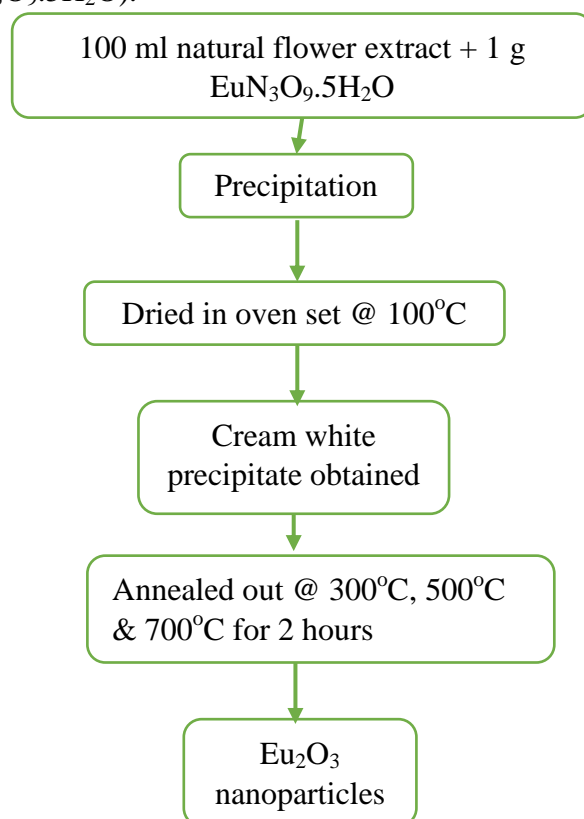 100 ml natural flower extract + 1 g
EuN₃O₉.5H₂O
Precipitation
Dried in oven set @ 100°C
Cream white
precipitate obtained
Annealed out @ 300°C, 500°C
& 700°C for 2 hours
Eu₂O₃
nanoparticles